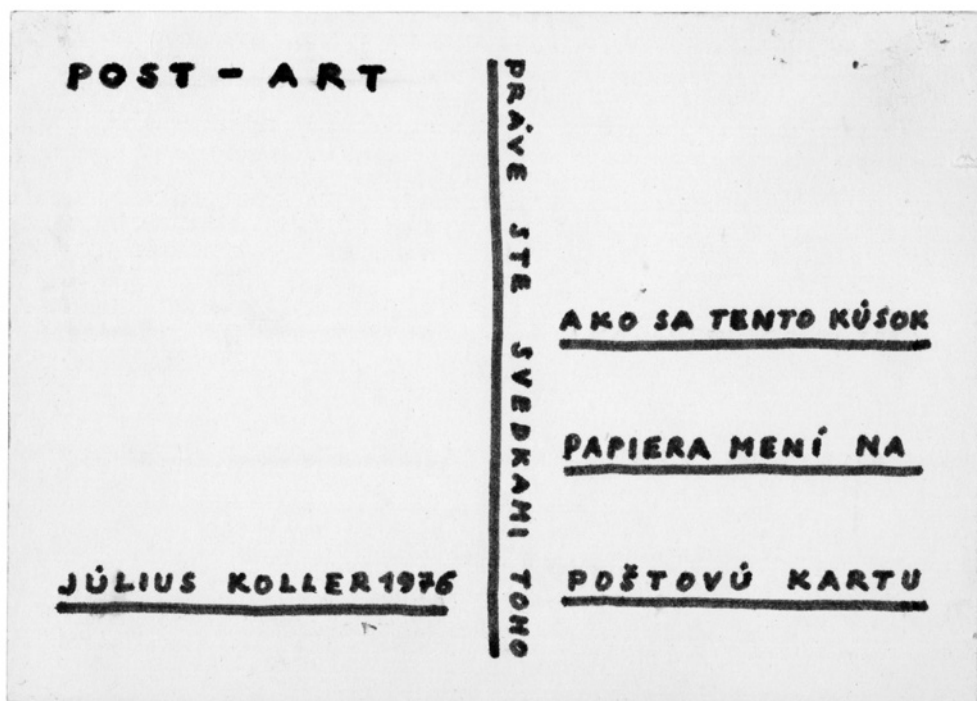 POST - ART
JÚLIUS KOLLER 1976
PRÁVE STE SVEDKAMI TOHO
AKO SA TENTO KÚSOK
PAPIERA MENÍ NA
POŠTOVÚ KARTU